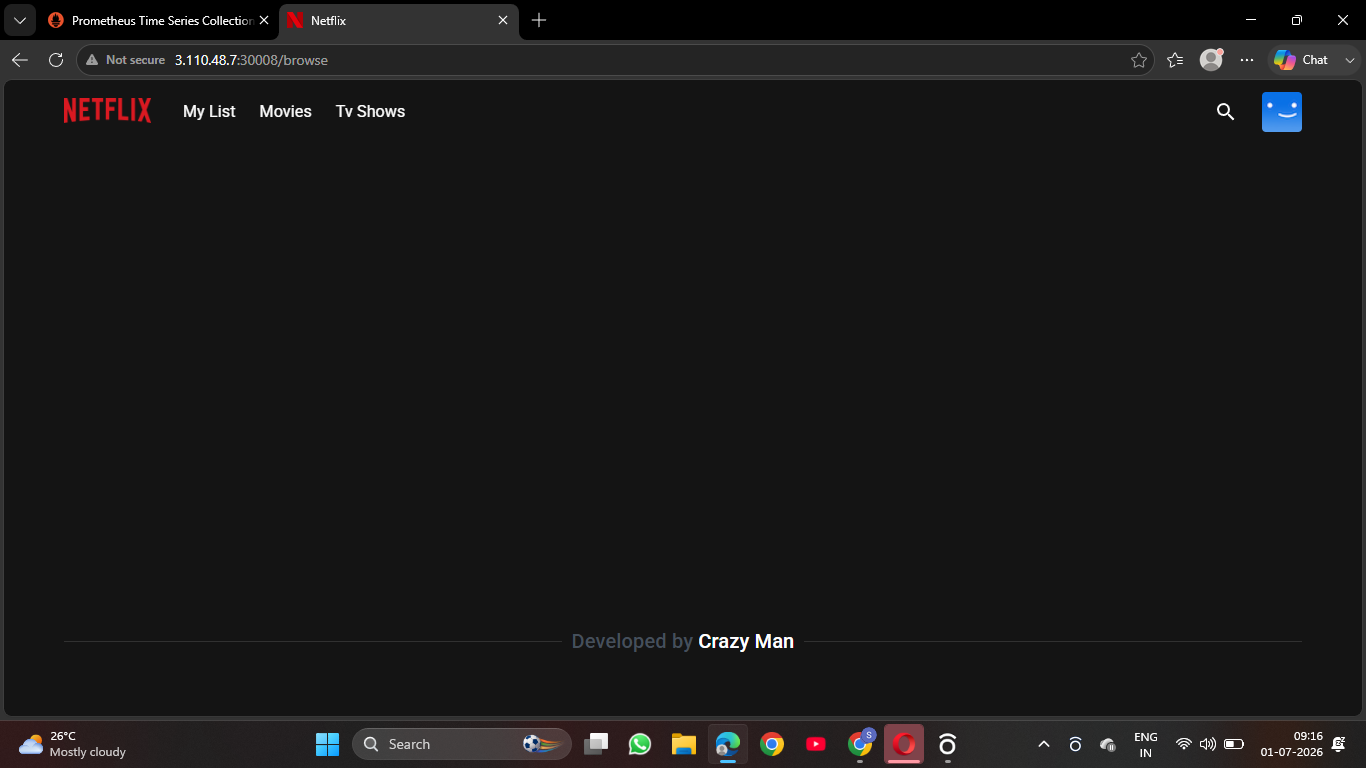 Prometheus Time Series Collection
Netflix
Not secure 3.110.48.7:30008/browse
Chat
NETFLIX My List Movies Tv Shows
Developed by Crazy Man
26°C
Mostly cloudy
Search
S
ENG
IN
09:16
01-07-2026